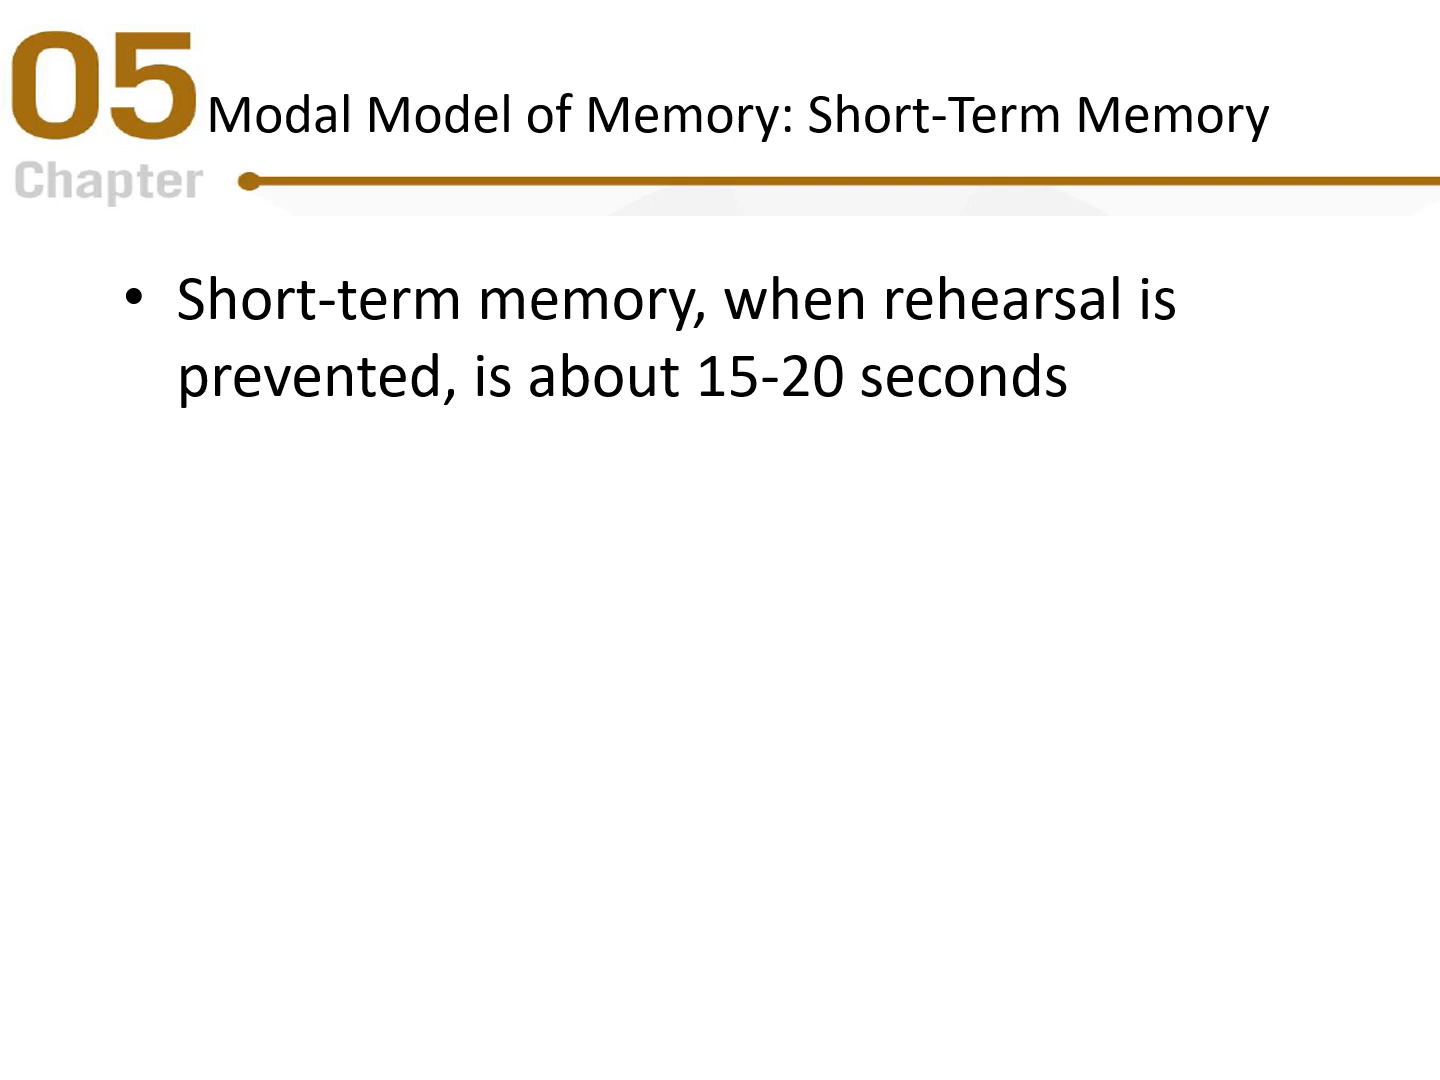 05
Modal Model of Memory: Short-Term Memory
Chapter
• Short-term memory, when rehearsal is
prevented, is about 15-20 seconds